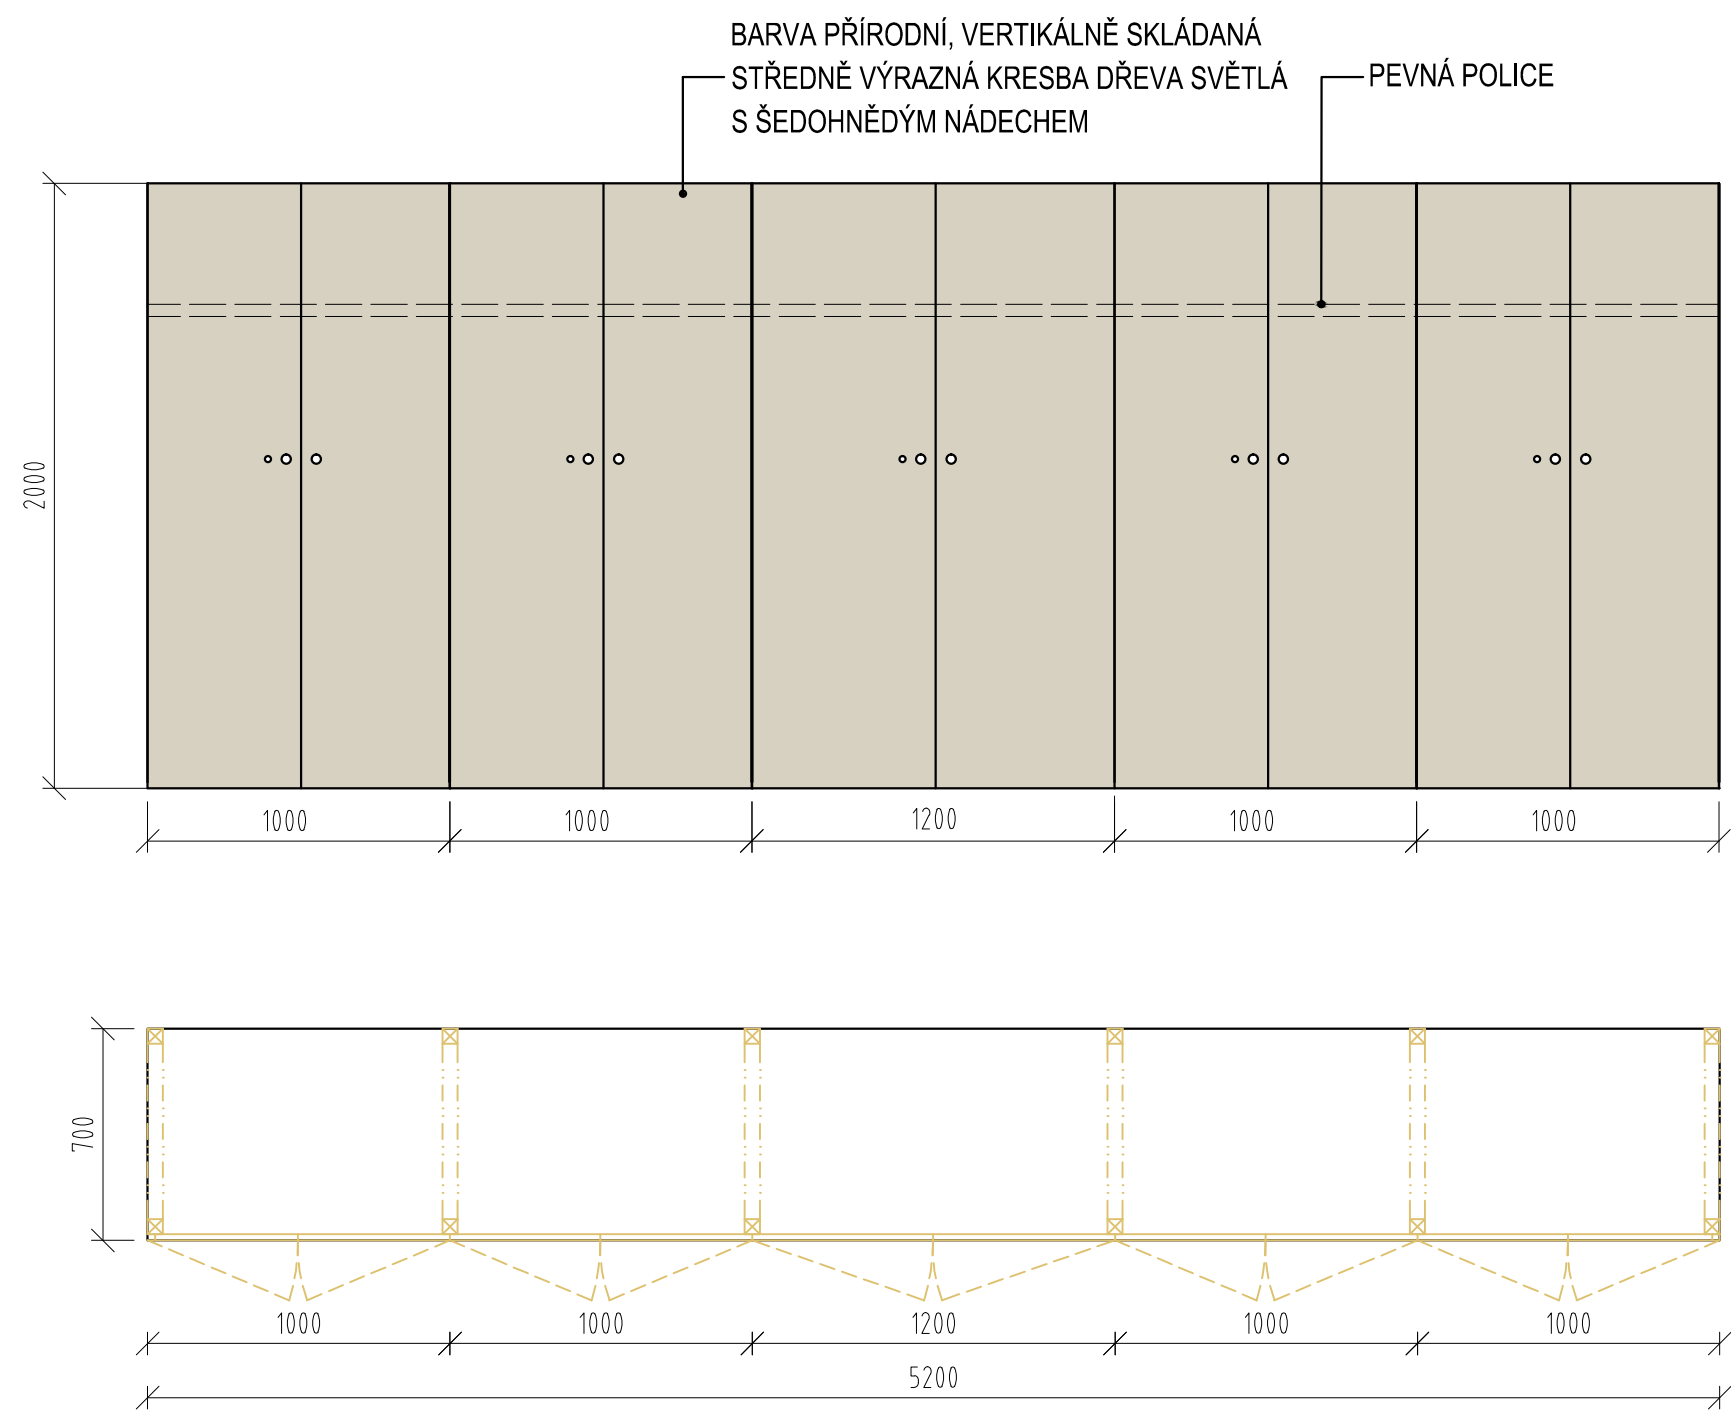 BARVA PŘÍRODNÍ, VERTIKÁLNĚ SKLÁDANÁ
STŘEDNĚ VÝRAZNÁ KRESBA DŘEVA SVĚTLÁ
S ŠEDOHNĚDÝM NÁDECHEM
PEVNÁ POLICE
2000
1000 1000 1200 1000 1000
700
1000 1000 1200 1000 1000
5200